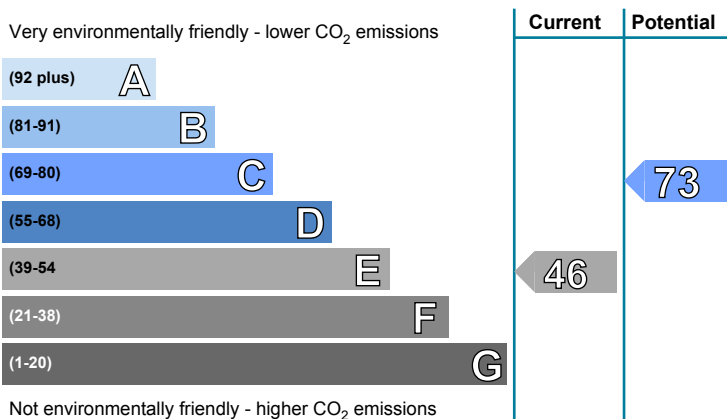 Current Potential
Very environmentally friendly - lower CO2 emissions
(92 plus) A
(81-91) B
(69-80) C
73
(55-68) D
(39-54 E
46
(21-38) F
(1-20) G
Not environmentally friendly - higher CO2 emissions